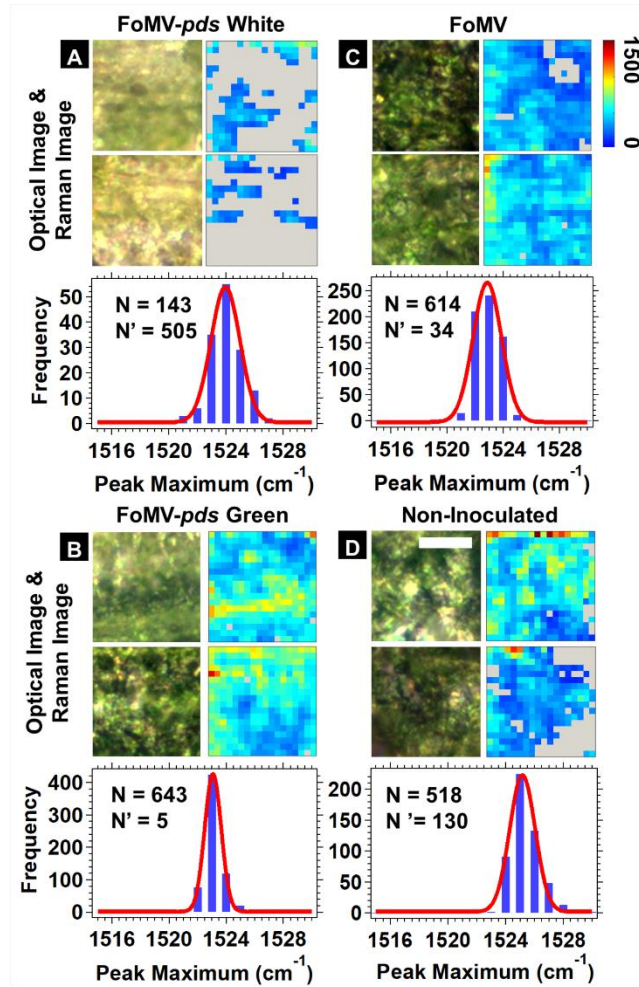 FoMV-pds White
FoMV
A
C
1500
0
Optical Image &
Raman Image
N = 143
N’ = 505
N = 614
N’ = 34
Frequency
50
40
30
20
10
0
250
200
150
100
50
0
1516 1520 1524 1528
1516 1520 1524 1528
Peak Maximum (cm⁻¹)
Peak Maximum (cm⁻¹)
FoMV-pds Green
Non-Inoculated
B
D
Optical Image &
Raman Image
N = 643
N’ = 5
N = 518
N ’= 130
Frequency
400
300
200
100
0
200
150
100
50
0
1516 1520 1524 1528
1516 1520 1524 1528
Peak Maximum (cm⁻¹)
Peak Maximum (cm⁻¹)